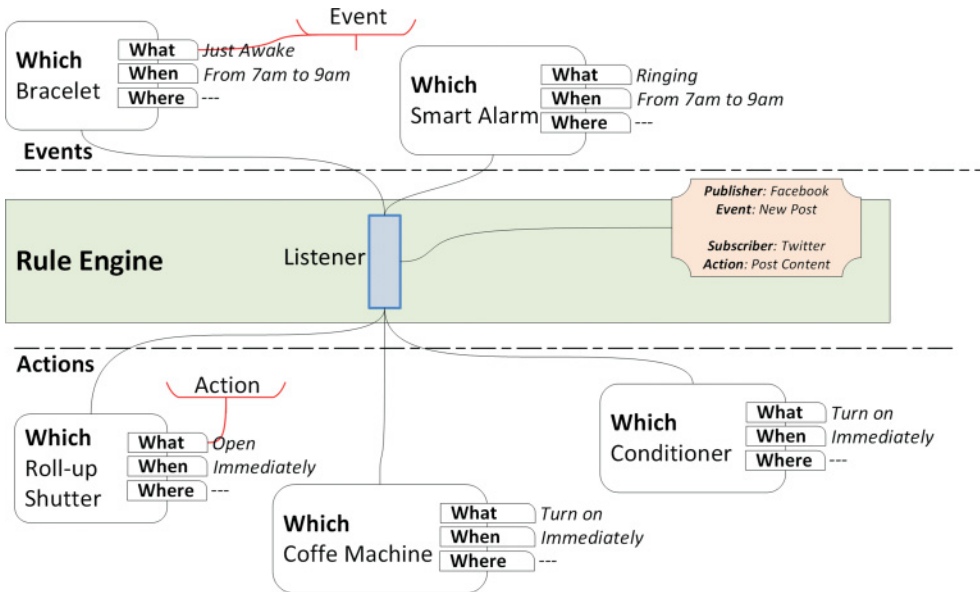 Event
Which
Bracelet
What
Just Awake
When
From 7am to 9am
Where
---
Which
Smart Alarm
What
Ringing
When
From 7am to 9am
Where
---
Events
Rule Engine
Listener
Publisher: Facebook
Event: New Post
Subscriber: Twitter
Action: Post Content
Actions
Action
Which
Roll-up
Shutter
What
Open
When
Immediately
Where
---
Which
Coffe Machine
What
Turn on
When
Immediately
Where
---
Which
Conditioner
What
Turn on
When
Immediately
Where
---